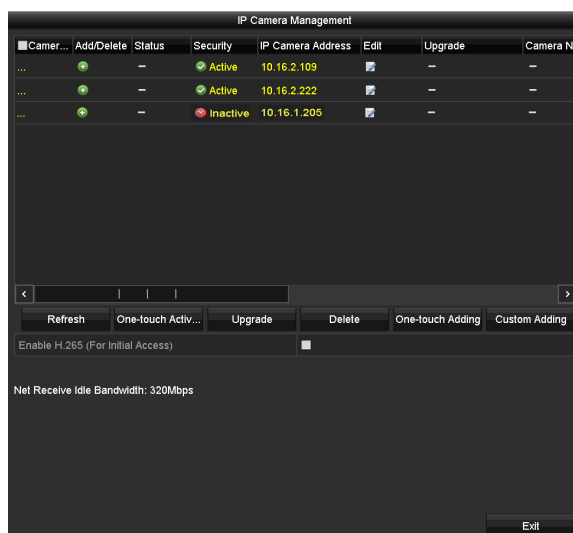 IP Camera Management
Camer... Add/Delete Status Security IP Camera Address Edit Upgrade Camera N
... – Active 10.16.2.109 – –
... – Active 10.16.2.222 – –
... – Inactive 10.16.1.205 – –
Refresh One-touch Activ... Upgrade Delete One-touch Adding Custom Adding
Enable H.265 (For Initial Access)
Net Receive Idle Bandwidth: 320Mbps
Exit